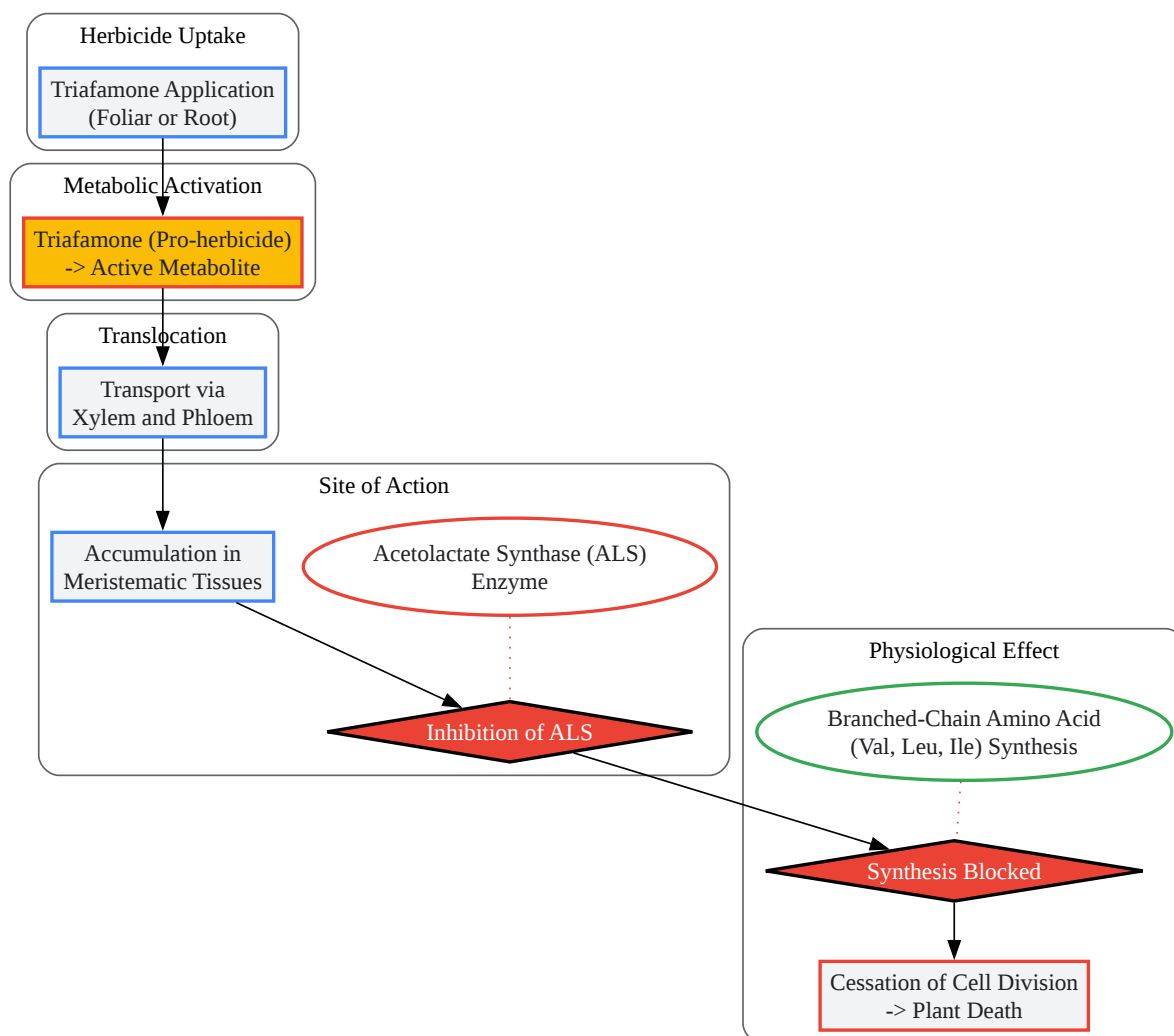 Herbicide Uptake
Triafamone Application
(Foliar or Root)
Metabolic Activation
Triafamone (Pro-herbicide)
-> Active Metabolite
Translocation
Transport via
Xylem and Phloem
Site of Action
Accumulation in
Meristematic Tissues
Acetolactate Synthase (ALS)
Enzyme
Inhibition of ALS
Physiological Effect
Branched-Chain Amino Acid
(Val, Leu, Ile) Synthesis
Synthesis Blocked
Cessation of Cell Division
-> Plant Death